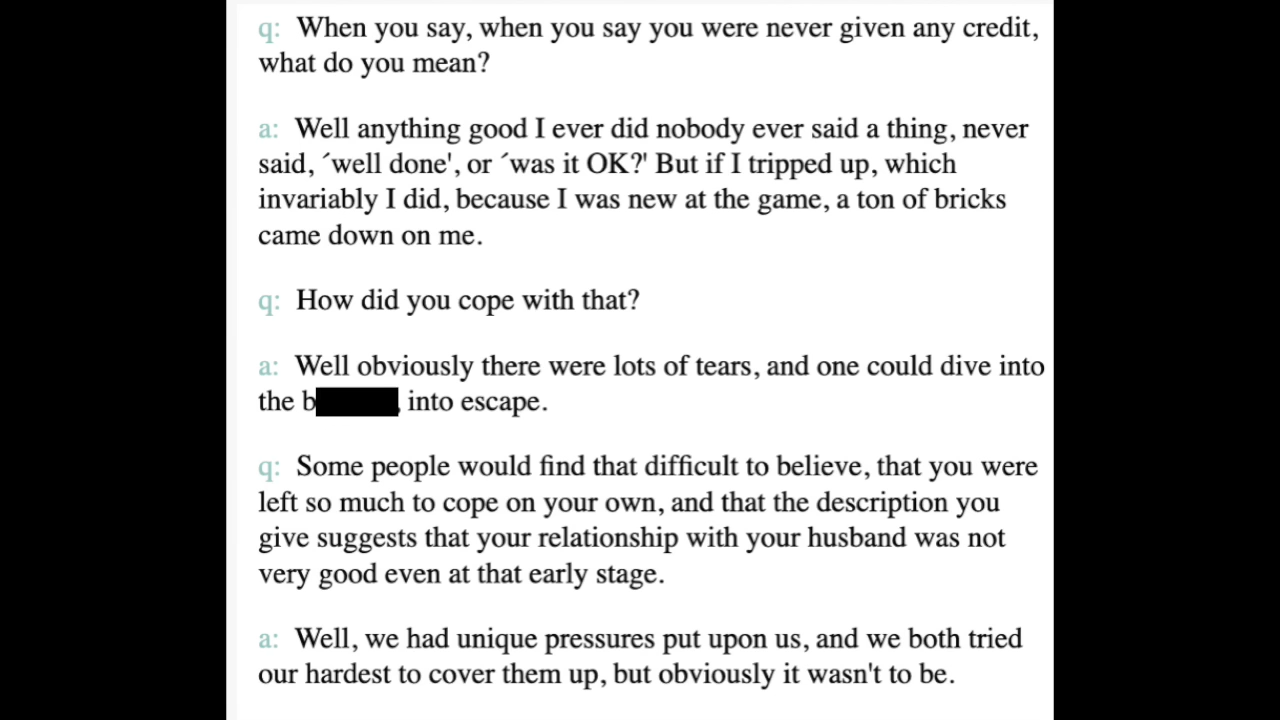 q: When you say, when you say you were never given any credit,
what do you mean?
a: Well anything good I ever did nobody ever said a thing, never
said, ´well done', or ´was it OK?' But if I tripped up, which
invariably I did, because I was new at the game, a ton of bricks
came down on me.
q: How did you cope with that?
a: Well obviously there were lots of tears, and one could dive into
the b , into escape.
q: Some people would find that difficult to believe, that you were
left so much to cope on your own, and that the description you
give suggests that your relationship with your husband was not
very good even at that early stage.
a: Well, we had unique pressures put upon us, and we both tried
our hardest to cover them up, but obviously it wasn't to be.